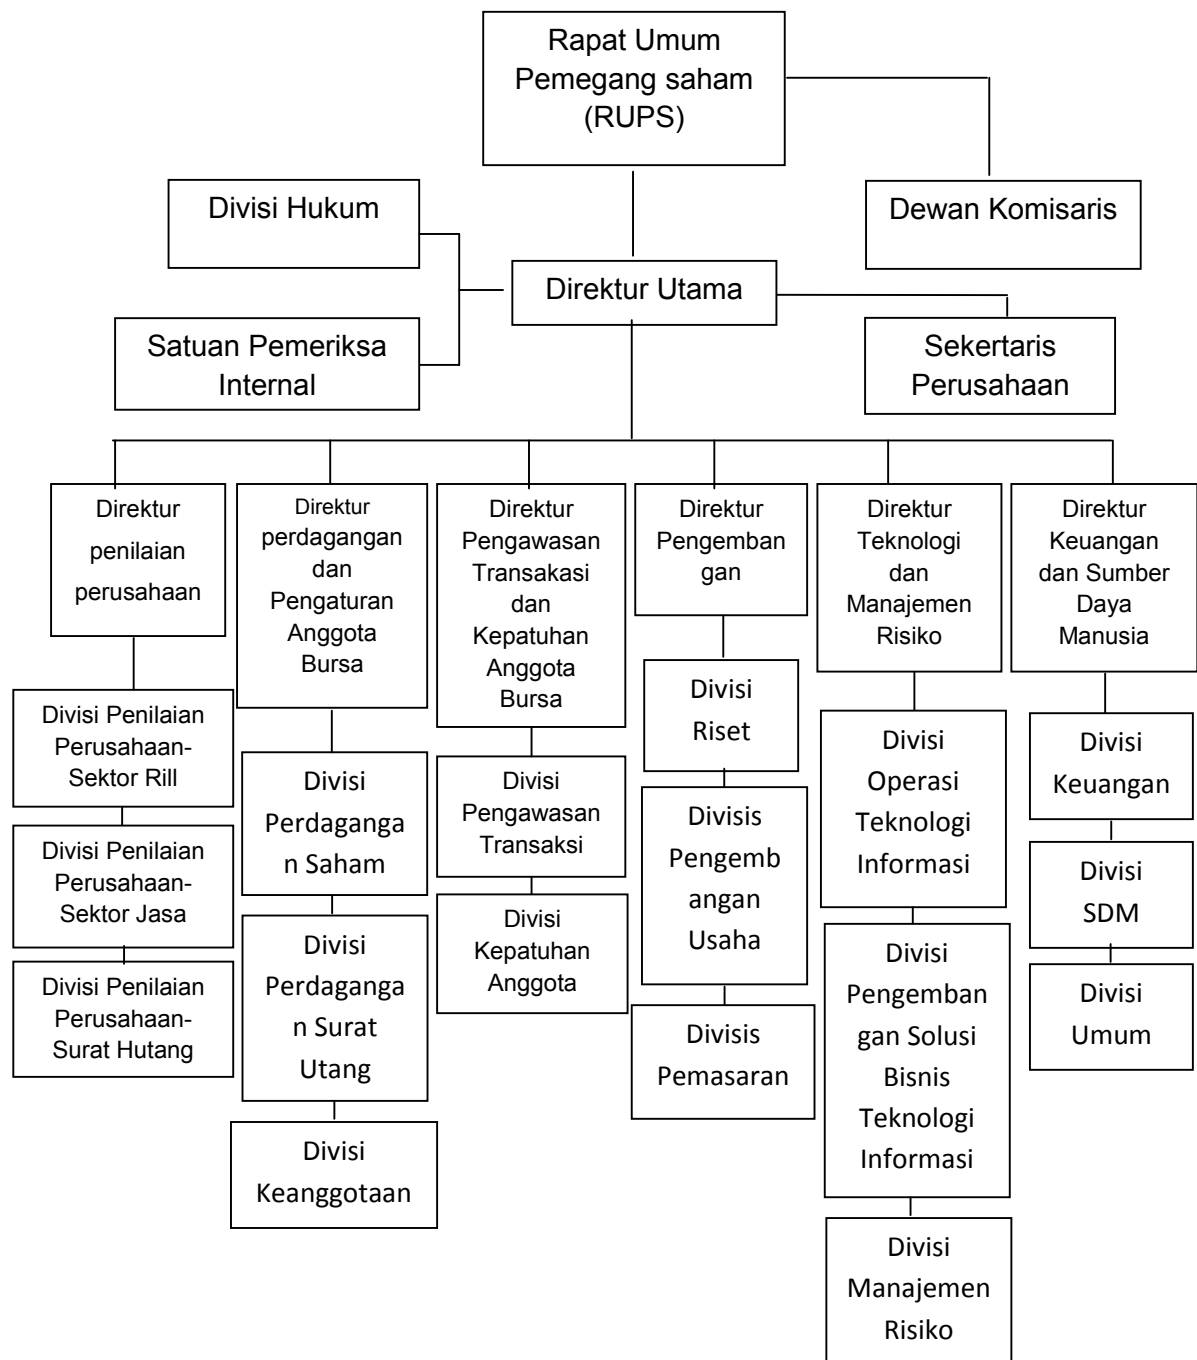 Rapat Umum
Pemegang saham
(RUPS)
Divisi Hukum
Dewan Komisaris
Direktur Utama
Satuan Pemeriksa
Internal
Sekertaris
Perusahaan
Direktur
penilaian
perusahaan
Direktur
perdagangan
dan
Pengaturan
Anggota
Bursa
Direktur
Pengawasan
Transakasi
dan
Kepatuhan
Anggota
Bursa
Direktur
Pengemban
gan
Direktur
Teknologi
dan
Manajemen
Risiko
Direktur
Keuangan
dan Sumber
Daya
Manusia
Divisi Penilaian
Perusahaan-
Sektor Rill
Divisi Penilaian
Perusahaan-
Sektor Jasa
Divisi Penilaian
Perusahaan-
Surat Hutang
Divisi
Perdaganga
n Saham
Divisi
Perdaganga
n Surat
Utang
Divisi
Keanggotaan
Divisi
Pengawasan
Transaksi
Divisi
Kepatuhan
Anggota
Divisi
Riset
Divisis
Pengemb
angan
Usaha
Divisis
Pemasaran
Divisi
Operasi
Teknologi
Informasi
Divisi
Pengemban
gan Solusi
Bisnis
Teknologi
Informasi
Divisi
Manajemen
Risiko
Divisi
Keuangan
Divisi
SDM
Divisi
Umum